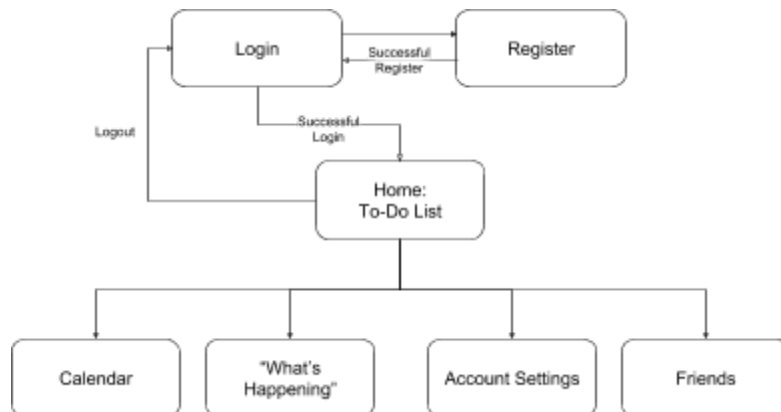 Login
Successful
Register
Register
Logout
Successful
Login
Home:
To-Do List
Calendar
"What's
Happening"
Account Settings
Friends